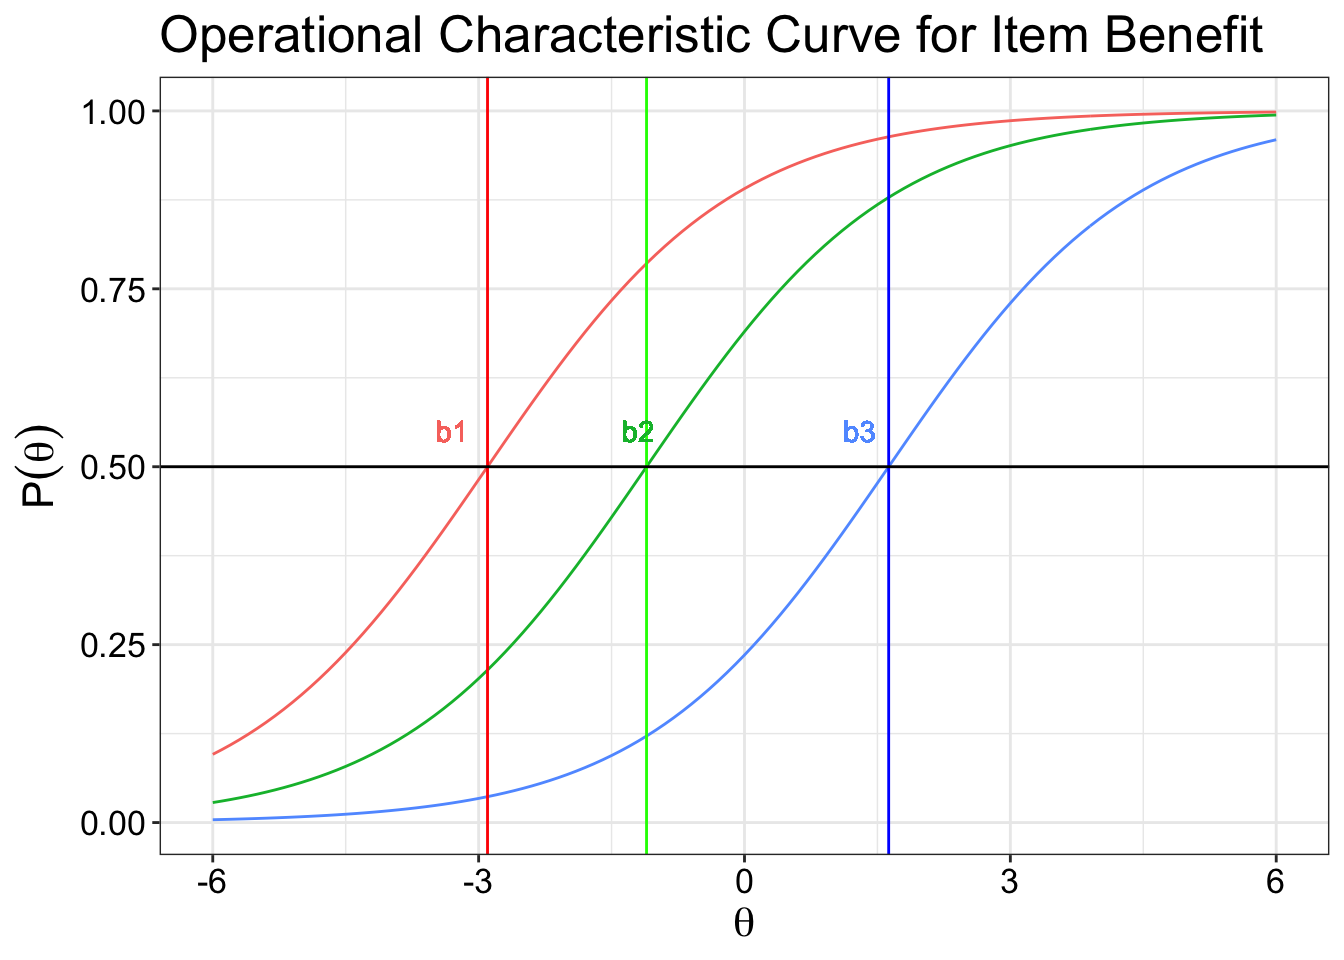 Operational Characteristic Curve for Item Benefit
P(θ)
1.00
0.75
0.50
0.25
0.00
b1
b2
b3
-6
-3
0
3
6
θ